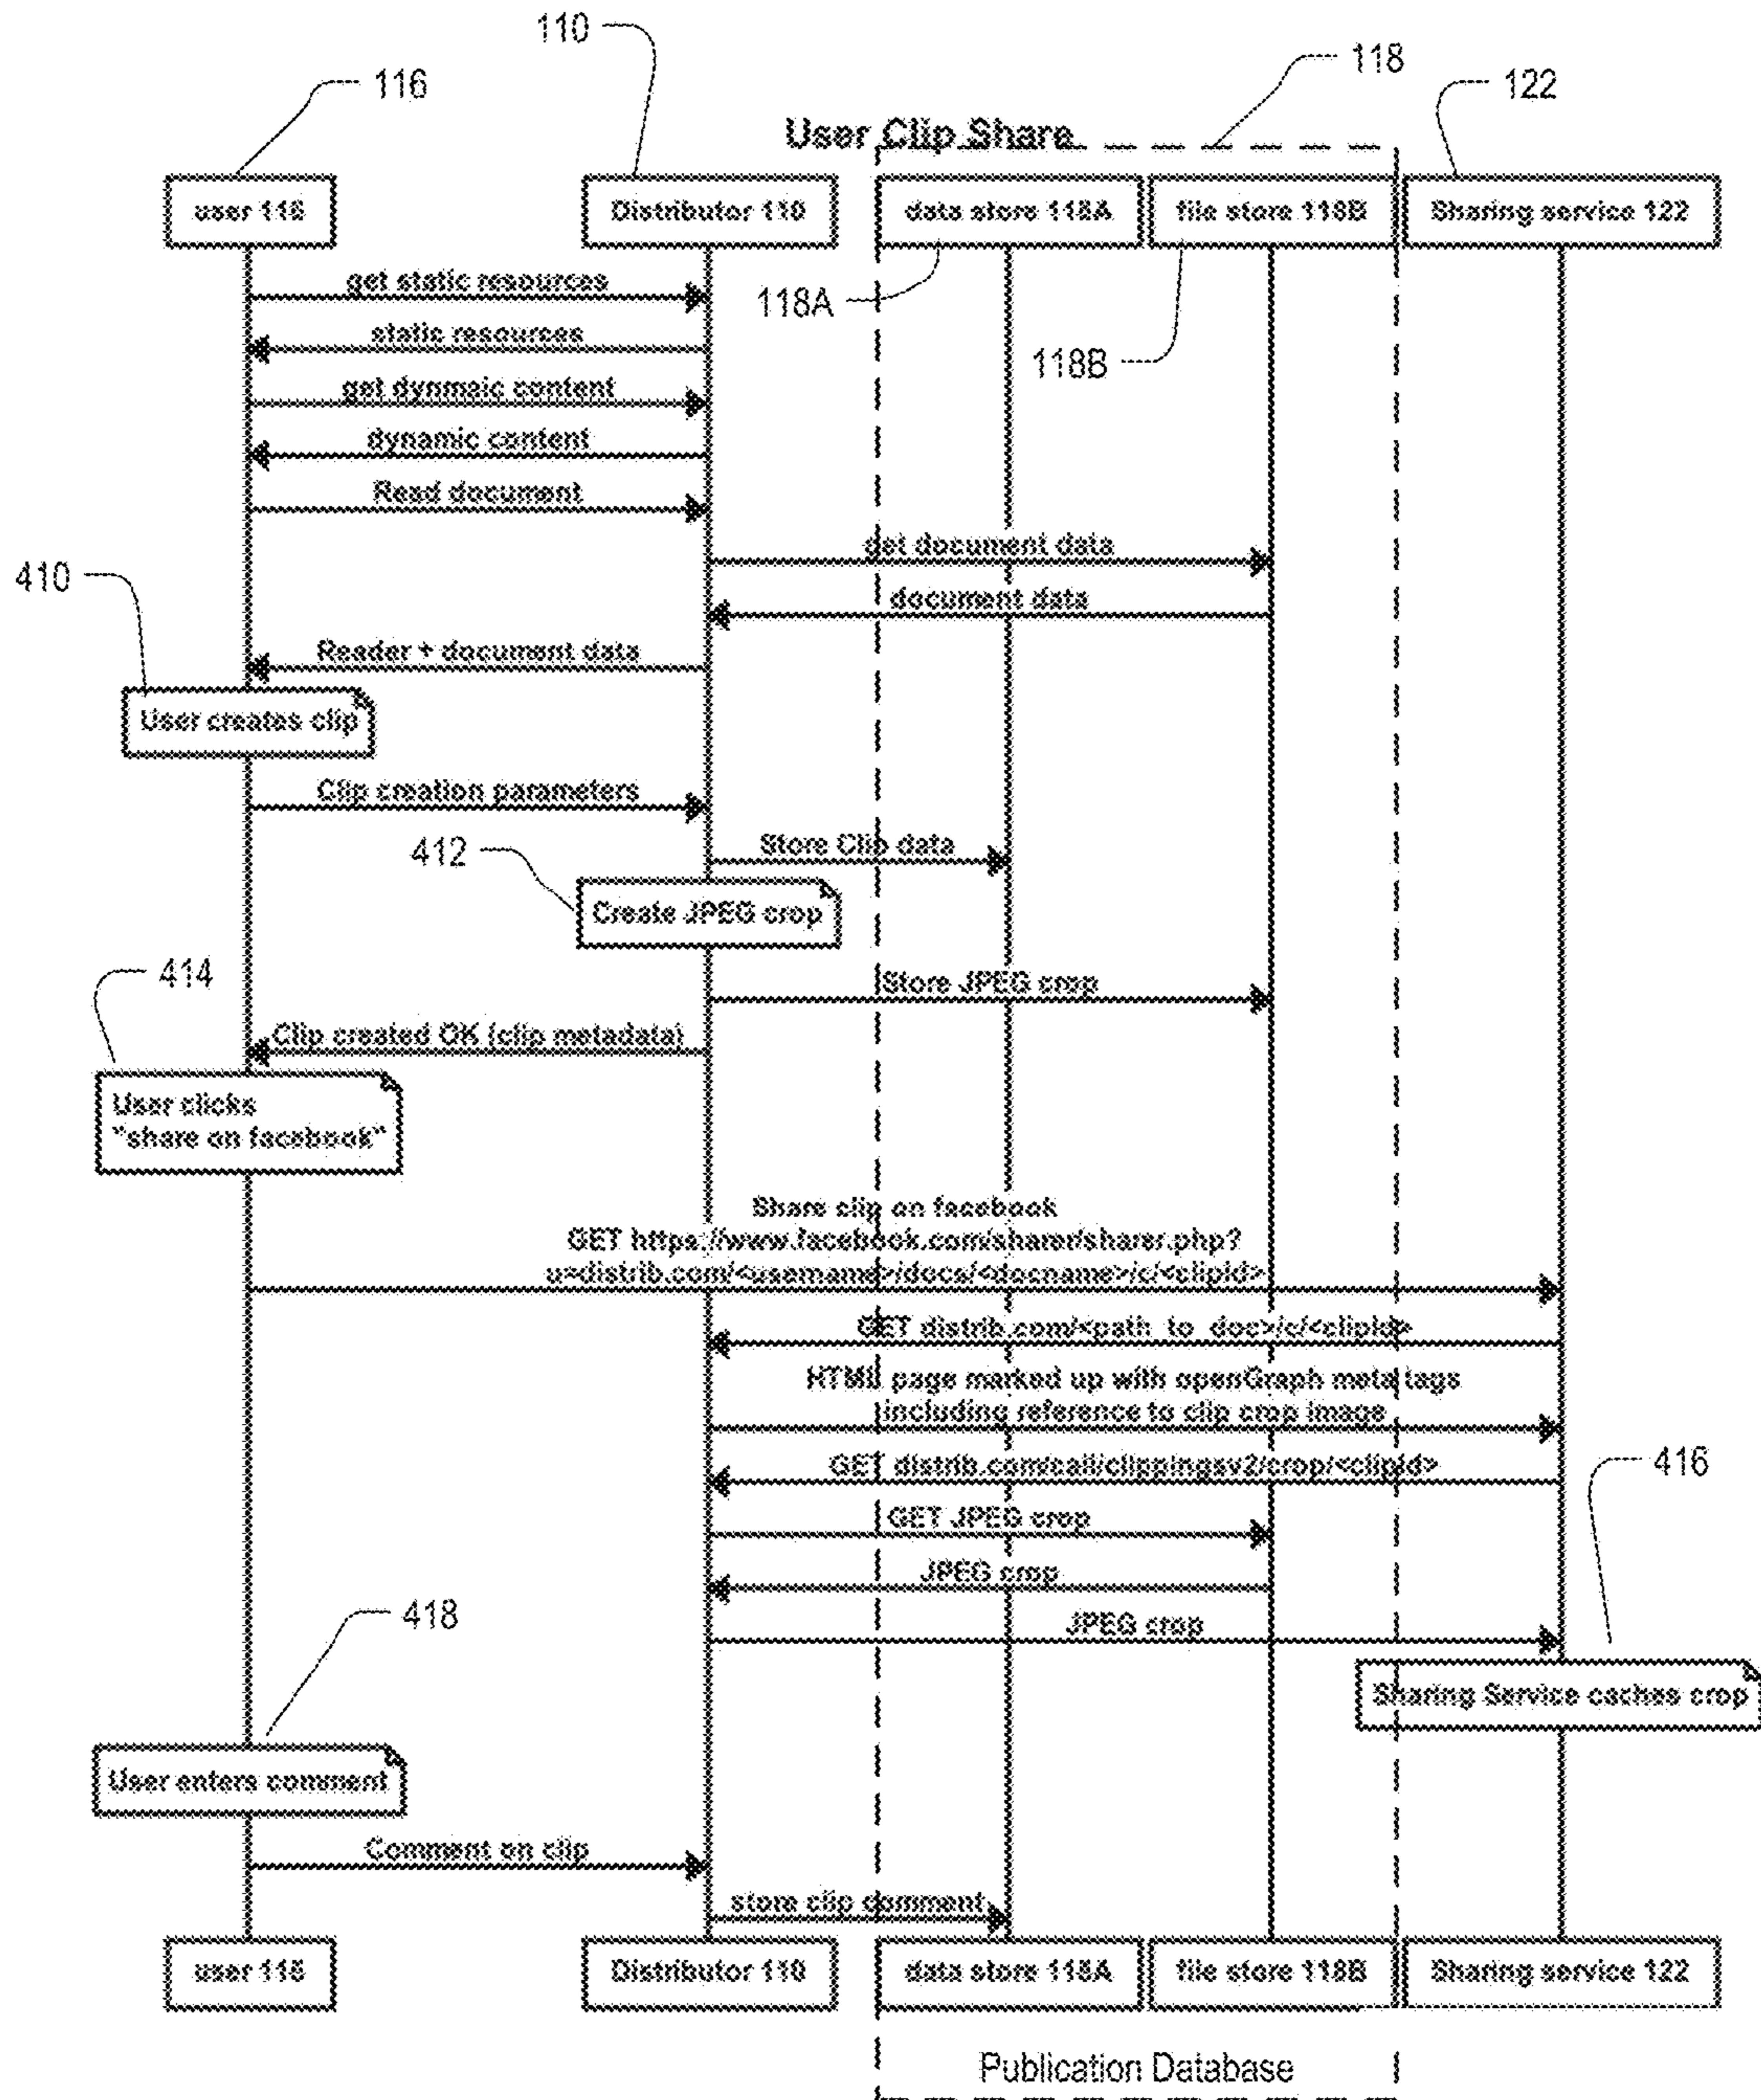 110
116
118
122
User Clip Share
user 116
Distributor 110
data store 118A
file store 118B
Sharing service 122
get static resources
118A
static resources
118B
get dynmaic content
dynamic content
Read document
get document data
410
document data
Reader + document data
User creates clip
Clip creation parameters
412
Store Clip data
Create JPEG crop
414
Store JPEG crop
Clip created OK (clip metadata)
User clicks
"share on facebook"
Share clip on facebook
GET https://www.facebook.com/sharer/sharer.php?
u=distrib.com/<username>/docs/<docname>/c/<clipId>
GET distrib.com/<path_to_doc>/c/<clipId>
HTML page marked up with openGraph meta tags
including reference to clip crop image
GET distrib.com/call/clippingsv2/crop/<clipId>
416
GET JPEG crop
JPEG crop
418
JPEG crop
Sharing Service caches crop
User enters comment
Comment on clip
store clip comment
user 116
Distributor 110
data store 118A
file store 118B
Sharing service 122
Publication Database